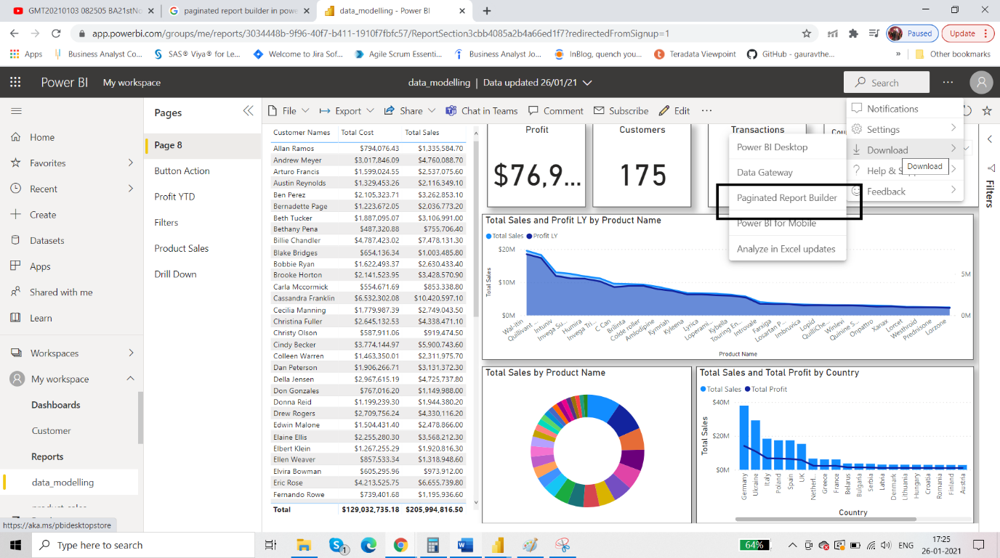 GMT20210103 082505 BA21stNo
paginated report builder in powe
data_modelling - Power BI
app.powerbi.com/groups/me/reports/3034448b-9f96-40f7-b411-1910f7fbfc57/ReportSection3cbb4085a2b4a66ed1f7?redirectedFromSignup=1
Paused
Update
Apps
Business Analyst Co...
SAS® Viya® for Le...
Welcome to Jira Sof...
Agile Scrum Essenti...
Business Analyst Jo...
InBlog, quench you...
Teradata Viewpoint
GitHub - gauravthe...
Other bookmarks
Power BI
My workspace
data_modelling | Data updated 26/01/21
Search
Home
Favorites
Recent
Create
Datasets
Apps
Shared with me
Learn
Workspaces
My workspace
Dashboards
Customer
Reports
data_modelling
https://aka.ms/pbidesktopstore
Pages
Page 8
Button Action
Profit YTD
Filters
Product Sales
Drill Down
File
Export
Share
Chat in Teams
Comment
Subscribe
Edit
Notifications
Settings
Download
Help &
Feedback
Download
Power BI Desktop
Data Gateway
Paginated Report Builder
Power BI for Mobile
Analyze in Excel updates
Filters
Customer Names Total Cost Total Sales
Allan Ramos $794,076.43 $1,335,584.70
Andrew Meyer $3,017,846.09 $4,760,088.70
Arturo Francis $1,599,024.55 $2,537,075.60
Austin Reynolds $1,329,453.26 $2,116,349.10
Ben Perez $2,105,323.71 $3,262,853.10
Bernadette Page $1,223,672.05 $2,036,773.20
Beth Tucker $1,887,095.07 $3,106,991.00
Bethany Pena $487,320.88 $755,706.40
Billie Chandler $4,787,423.02 $7,478,131.30
Blake Bridges $654,136.34 $1,003,485.80
Bobbie Ryan $1,622,493.37 $2,630,433.40
Brooke Horton $2,141,523.95 $3,428,570.90
Carla Mccormick $554,671.69 $853,338.80
Cassandra Franklin $6,532,302.08 $10,420,597.10
Cecilia Manning $1,779,987.39 $2,749,043.50
Christina Fuller $2,645,132.53 $4,338,471.10
Christy Olson $587,911.06 $919,474.50
Cindy Becker $3,774,144.97 $5,900,743.60
Colleen Warren $1,463,350.01 $2,311,975.70
Dan Peterson $1,906,266.71 $3,131,372.30
Della Jensen $2,967,615.19 $4,725,737.80
Don Gonzales $767,016.20 $1,149,988.00
Donna Reid $1,199,239.30 $1,944,380.20
Drew Rogers $2,709,756.24 $4,330,116.20
Edwin Malone $1,504,431.40 $2,478,866.00
Elaine Ellis $2,255,280.30 $3,568,212.30
Elbert Klein $1,267,255.29 $1,920,816.30
Ellen Weaver $857,533.34 $1,318,948.60
Elvira Bowman $605,295.96 $973,912.00
Eric Rose $4,213,525.75 $6,655,739.80
Fernando Rowe $739,401.68 $1,195,936.60
Total $129,032,735.18 $205,994,816.50
Profit
$76,9...
Customers
175
Transactions
Total Sales and Profit LY by Product Name
Total Sales Profit LY
Total Sales
$20M
$10M
$0M
5M
0M
Wal-itin
Quillivant ...
Intuniv
Invega Su...
Humira
Invega Tri...
C Can
Brilinta
Colde roller
Amlodipine
Kymriah
Kyleena
Lyrica
Loperami...
Kybella
Touring En...
Introvale
Farxiga
Losartan P...
Imbruvica
Lopid
QuilliChe...
Winlevi
Quinine S...
Onpattro
Xanax
Lorcet
Westhroid
Prednisone
Lorzone
Product Name
Total Sales by Product Name
Total Sales and Total Profit by Country
Total Sales Total Profit
Total Sales
$40M
$20M
$0M
Germany
Ukraine
Italy
Poland
Spain
UK
Netherl...
Greece
France
Belarus
Bulgaria
Serbia
Latvia
Denmark
Lithuania
Hungary
Croatia
Romania
Finland
Austria
Country
Type here to search
64%
ENG
17:25
26-01-2021